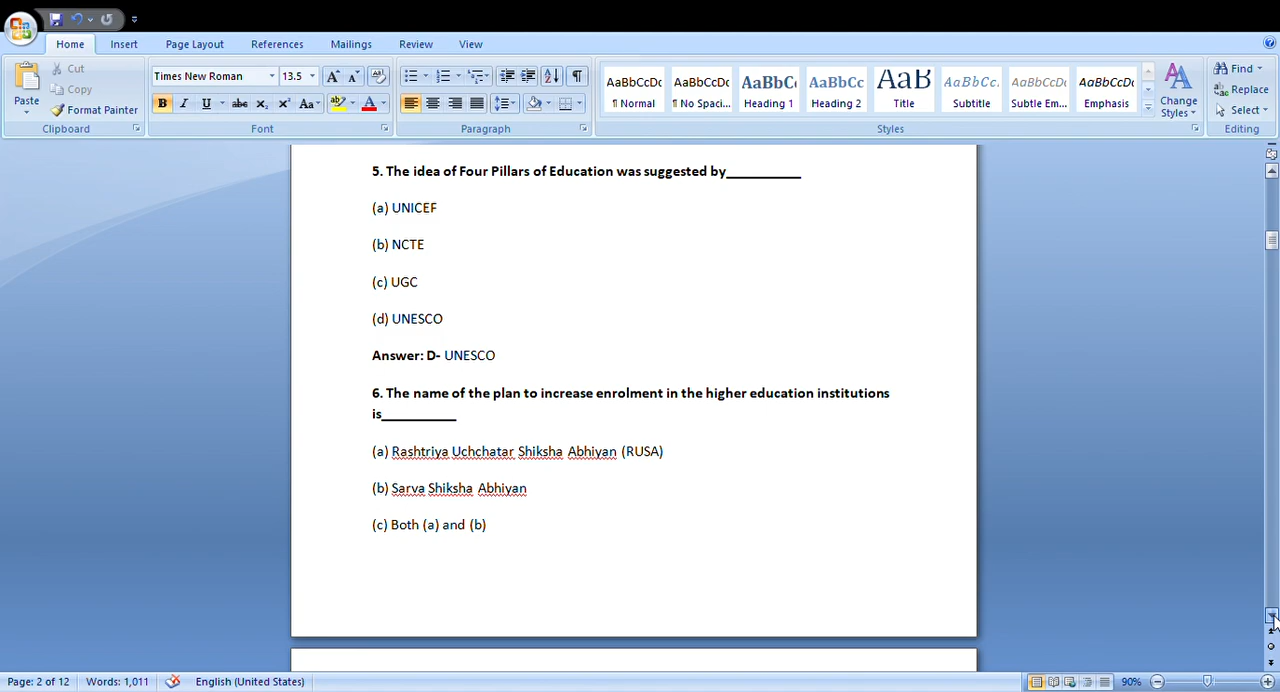 Home Insert Page Layout References Mailings Review View
Paste
Cut
Copy
Format Painter
Clipboard
Times New Roman 13.5
Font
Paragraph
AaBbCcDc AaBbCcDc AaBbC AaBbCc AaB AaBbCc. AaBbCcDc AaBbCcDc
¶ Normal ¶ No Spaci... Heading 1 Heading 2 Title Subtitle Subtle Em... Emphasis
Styles
Change Styles
Find
Replace
Select
Editing
5. The idea of Four Pillars of Education was suggested by__________
(a) UNICEF
(b) NCTE
(c) UGC
(d) UNESCO
Answer: D- UNESCO
6. The name of the plan to increase enrolment in the higher education institutions
is__________
(a) Rashtriya Uchchatar Shiksha Abhiyan (RUSA)
(b) Sarva Shiksha Abhiyan
(c) Both (a) and (b)
Page: 2 of 12 Words: 1,011 English (United States) 90%